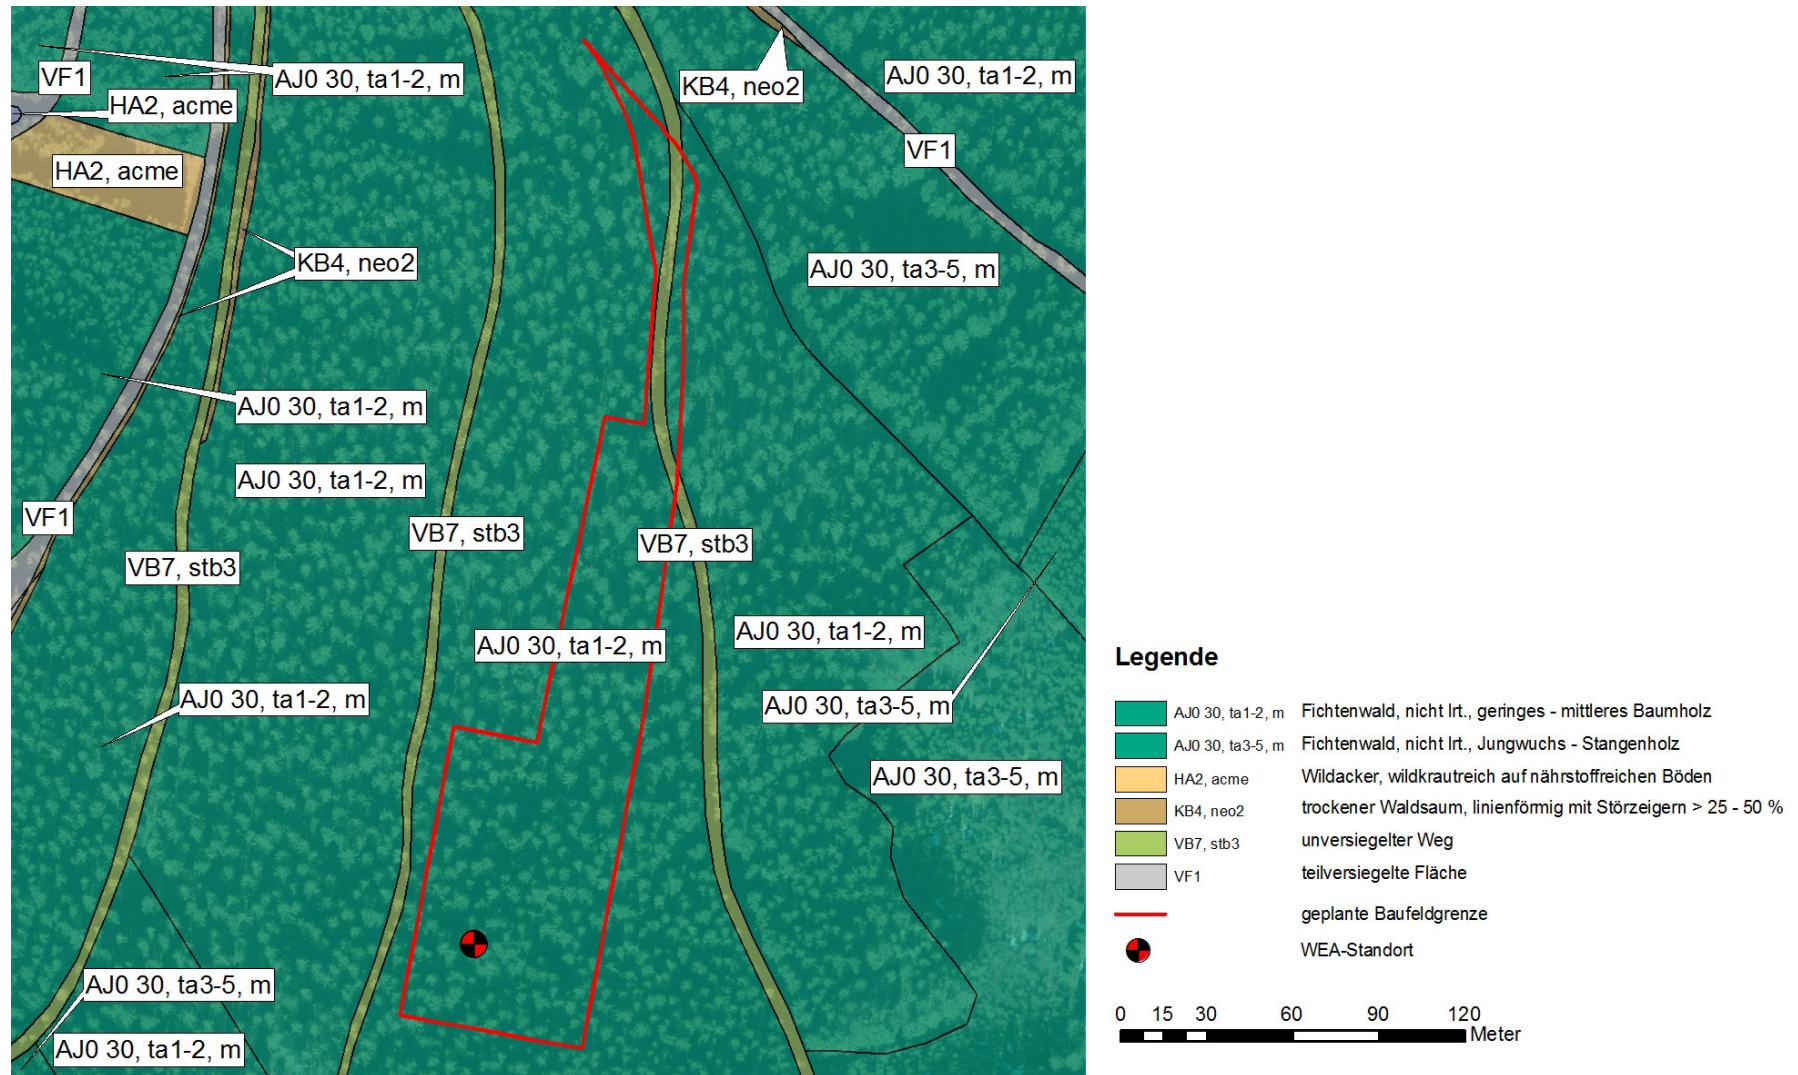 VF1
AJ0 30, ta1-2, m
KB4, neo2
AJ0 30, ta1-2, m
HA2, acme
VF1
HA2, acme
KB4, neo2
AJ0 30, ta3-5, m
AJ0 30, ta1-2, m
AJ0 30, ta1-2, m
VF1
VB7, stb3
VB7, stb3
VB7, stb3
AJ0 30, ta1-2, m
AJ0 30, ta1-2, m
AJ0 30, ta1-2, m
AJ0 30, ta3-5, m
AJ0 30, ta3-5, m
AJ0 30, ta3-5, m
AJ0 30, ta1-2, m
Legende
AJ0 30, ta1-2, m Fichtenwald, nicht lrt., geringes - mittleres Baumholz
AJ0 30, ta3-5, m Fichtenwald, nicht lrt., Jungwuchs - Stangenholz
HA2, acme Wildacker, wildkrautreich auf nährstoffreichen Böden
KB4, neo2 trockener Waldsaum, linienförmig mit Störzeigern > 25 - 50 %
VB7, stb3 unversiegelter Weg
VF1 teilversiegelte Fläche
geplante Baufeldgrenze
WEA-Standort
0 15 30 60 90 120
Meter